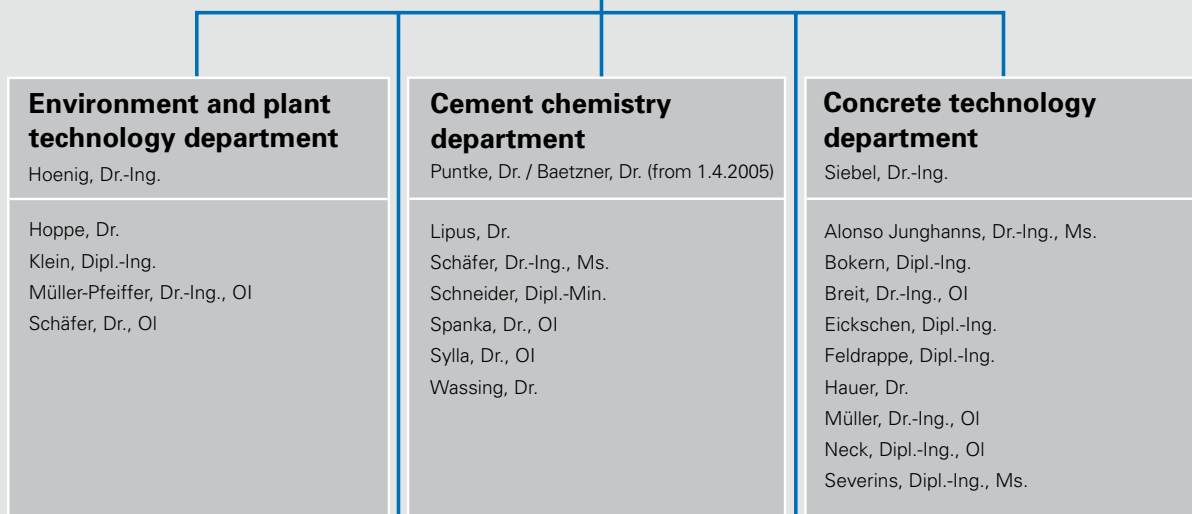 Environment and plant
technology department
Hoenig, Dr.-Ing.
Hoppe, Dr.
Klein, Dipl.-Ing.
Müller-Pfeiffer, Dr.-Ing., OI
Schäfer, Dr., OI
Cement chemistry
department
Puntke, Dr. / Baetzner, Dr. (from 1.4.2005)
Lipus, Dr.
Schäfer, Dr.-Ing., Ms.
Schneider, Dipl.-Min.
Spanka, Dr., OI
Sylla, Dr., OI
Wassing, Dr.
Concrete technology
department
Siebel, Dr.-Ing.
Alonso Junghanns, Dr.-Ing., Ms.
Bokern, Dipl.-Ing.
Breit, Dr.-Ing., OI
Eickschen, Dipl.-Ing.
Feldrappe, Dipl.-Ing.
Hauer, Dr.
Müller, Dr.-Ing., OI
Neck, Dipl.-Ing., OI
Severins, Dipl.-Ing., Ms.